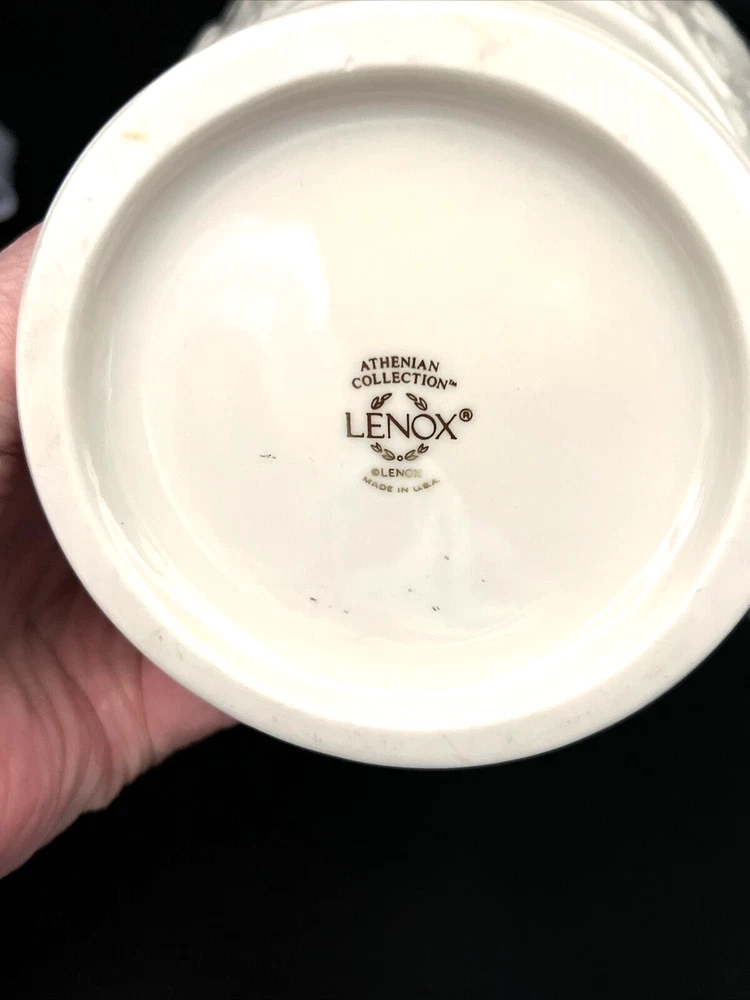 ATHENIAN
COLLECTION™
LENOX®
©LENOX
MADE IN U.S.A.